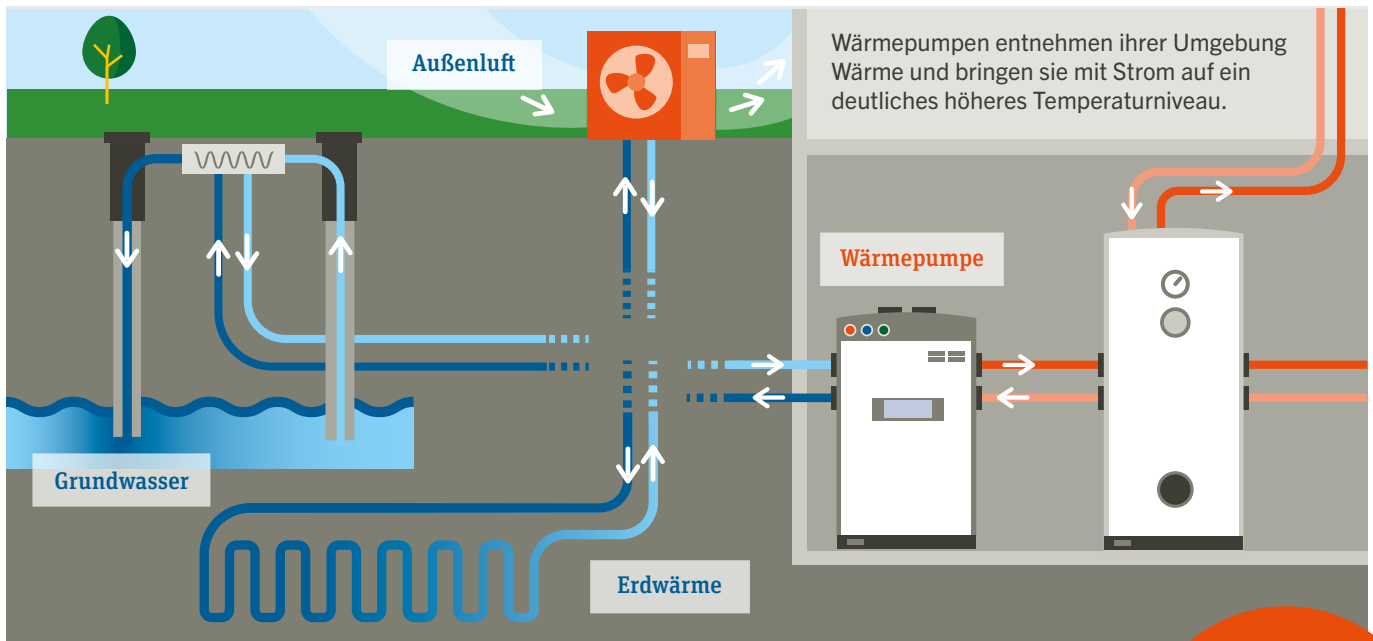 Außenluft
Wärmepumpen entnehmen ihrer Umgebung
Wärme und bringen sie mit Strom auf ein
deutliches höheres Temperaturniveau.
Wärmepumpe
Grundwasser
Erdwärme